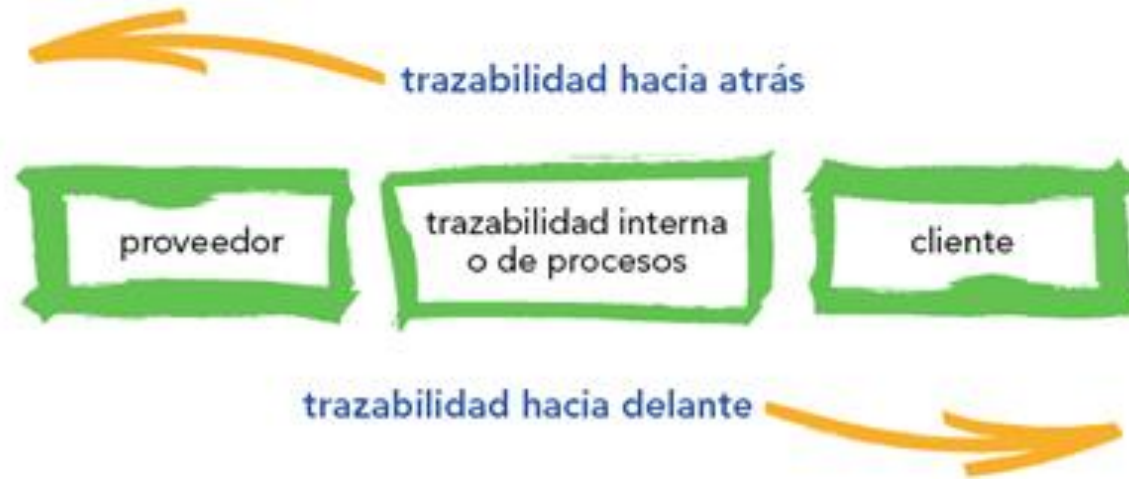 trazabilidad hacia atrás
proveedor
trazabilidad interna
o de procesos
cliente
trazabilidad hacia delante